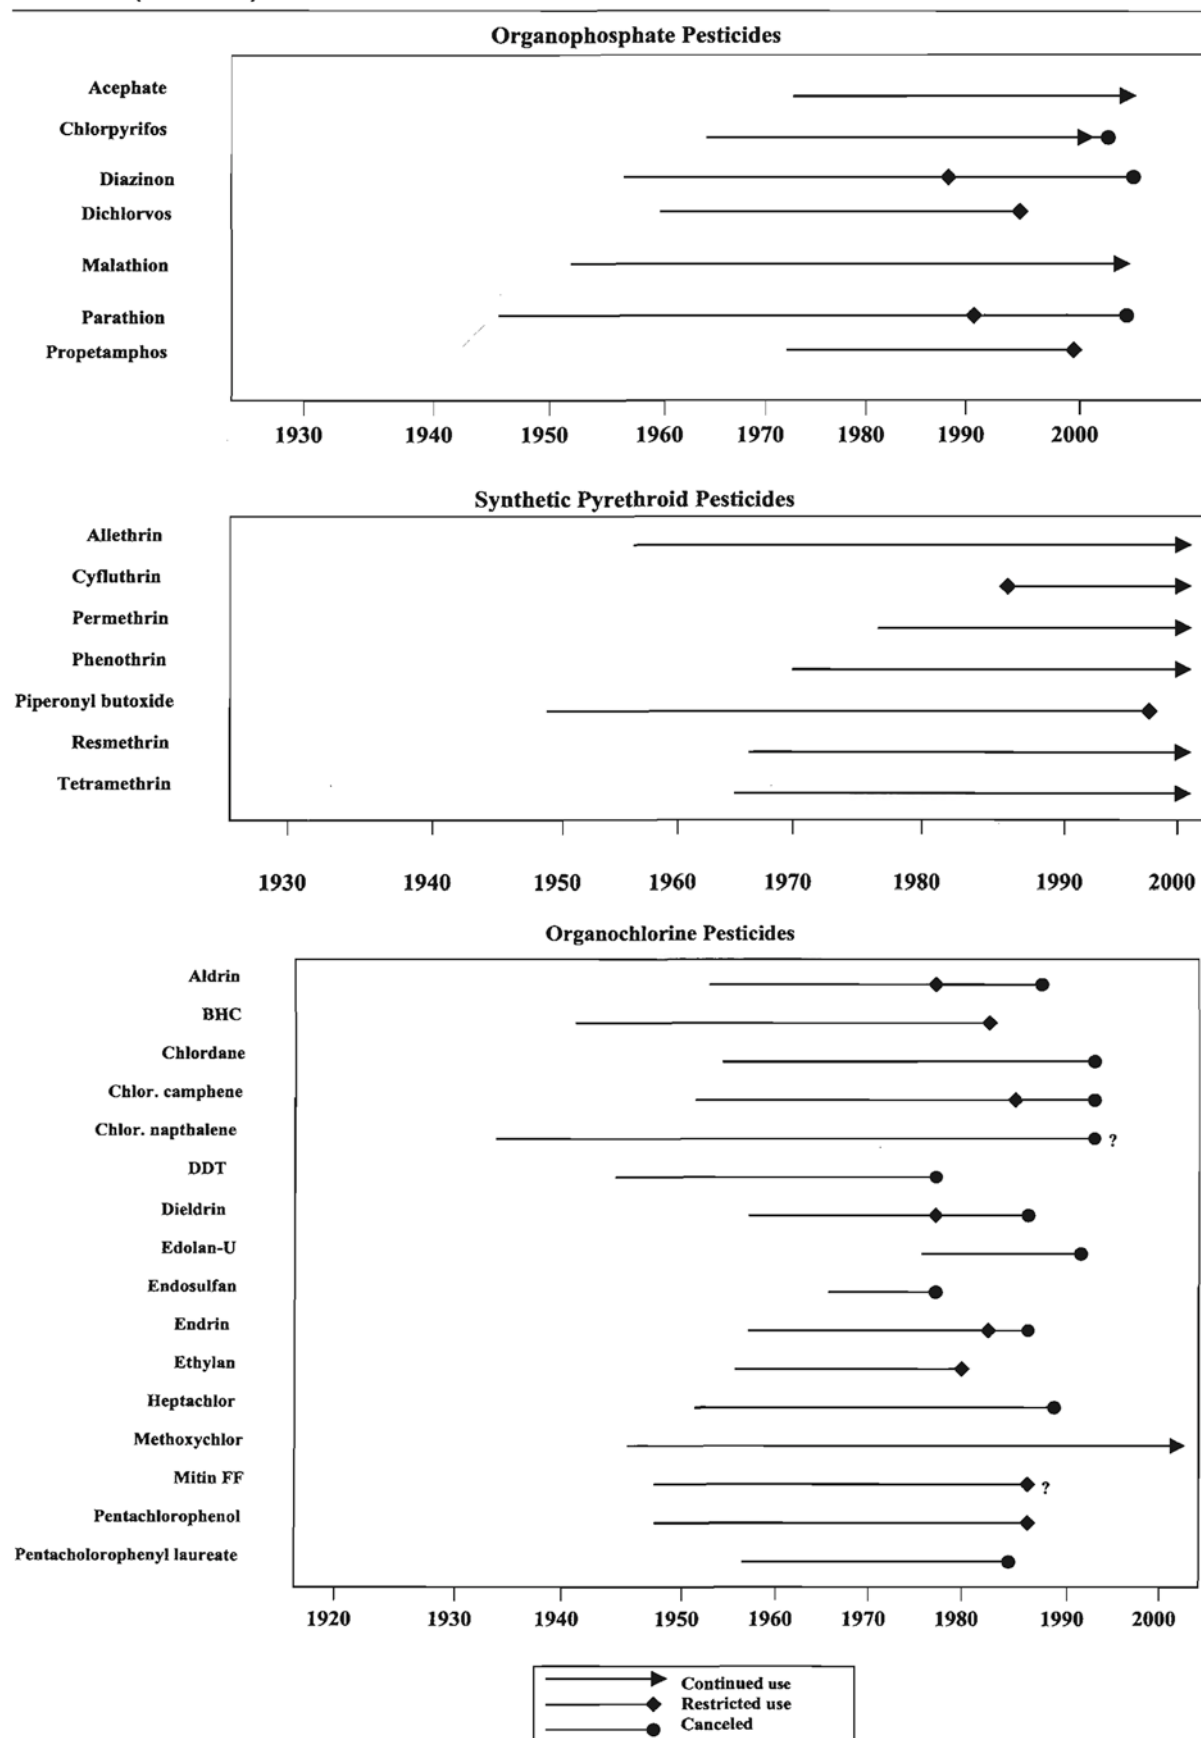 Organophosphate Pesticides
Acephate
Chlorpyrifos
Diazinon
Dichlorvos
Malathion
Parathion
Propetamphos
1930 1940 1950 1960 1970 1980 1990 2000
Synthetic Pyrethroid Pesticides
Allethrin
Cyfluthrin
Permethrin
Phenothrin
Piperonyl butoxide
Resmethrin
Tetramethrin
1930 1940 1950 1960 1970 1980 1990 2000
Organochlorine Pesticides
Aldrin
BHC
Chlordane
Chlor. camphene
Chlor. napthalene ?
DDT
Dieldrin
Edolan-U
Endosulfan
Endrin
Ethylan
Heptachlor
Methoxychlor
Mitin FF ?
Pentachlorophenol
Pentacholorophenyl laureate
1920 1930 1940 1950 1960 1970 1980 1990 2000
Continued use
Restricted use
Canceled